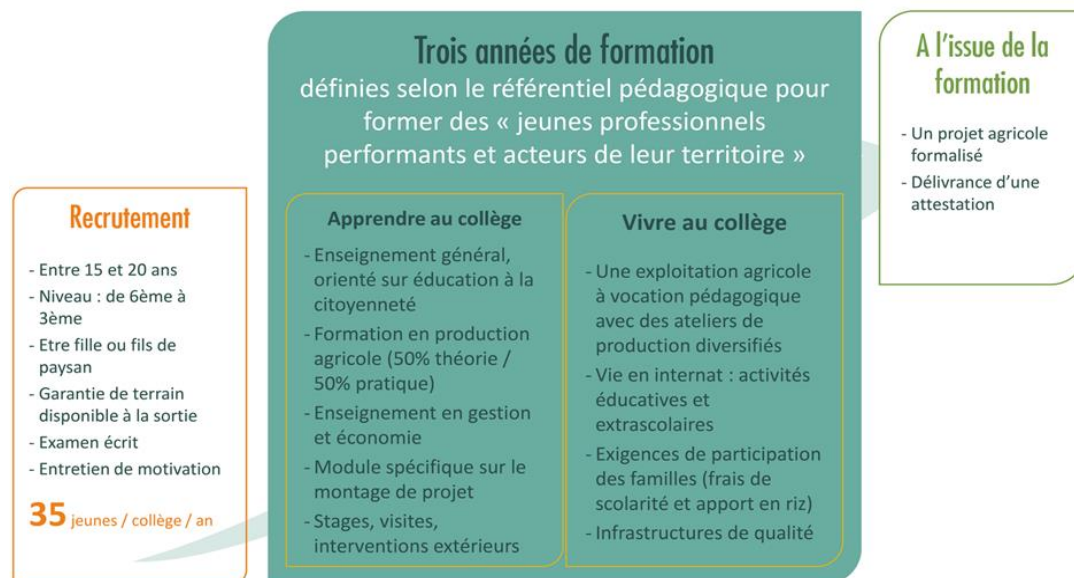 Recrutement
- Entre 15 et 20 ans
- Niveau : de 6ème à
3ème
- Etre fille ou fils de
paysan
- Garantie de terrain
disponible à la sortie
- Examen écrit
- Entretien de motivation
35 jeunes / collège / an
Trois années de formation
définies selon le référentiel pédagogique pour
former des « jeunes professionnels
performants et acteurs de leur territoire »
Apprendre au collège
- Enseignement général,
orienté sur éducation à la
citoyenneté
- Formation en production
agricole (50% théorie /
50% pratique)
- Enseignement en gestion
et économie
- Module spécifique sur le
montage de projet
- Stages, visites,
interventions extérieurs
Vivre au collège
- Une exploitation agricole
à vocation pédagogique
avec des ateliers de
production diversifiés
- Vie en internat : activités
éducatives et
extrascolaires
- Exigences de participation
des familles (frais de
scolarité et apport en riz)
- Infrastructures de qualité
A l'issue de la
formation
- Un projet agricole
formalisé
- Délivrance d'une
attestation